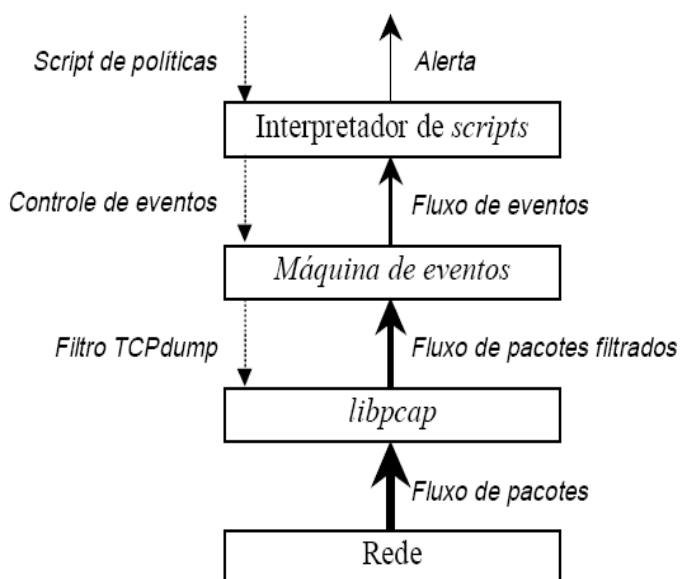 Script de políticas
Alerta
Interpretador de scripts
Controle de eventos
Fluxo de eventos
Máquina de eventos
Filtro TCPdump
Fluxo de pacotes filtrados
libpcap
Fluxo de pacotes
Rede